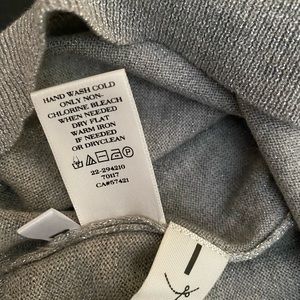 HAND WASH COLD
ONLY NON-
CHLORINE BLEACH
WHEN NEEDED
DRY FLAT
WARM IRON
IF NEEDED
OR DRYCLEAN
22-294210
70117
CA#57421